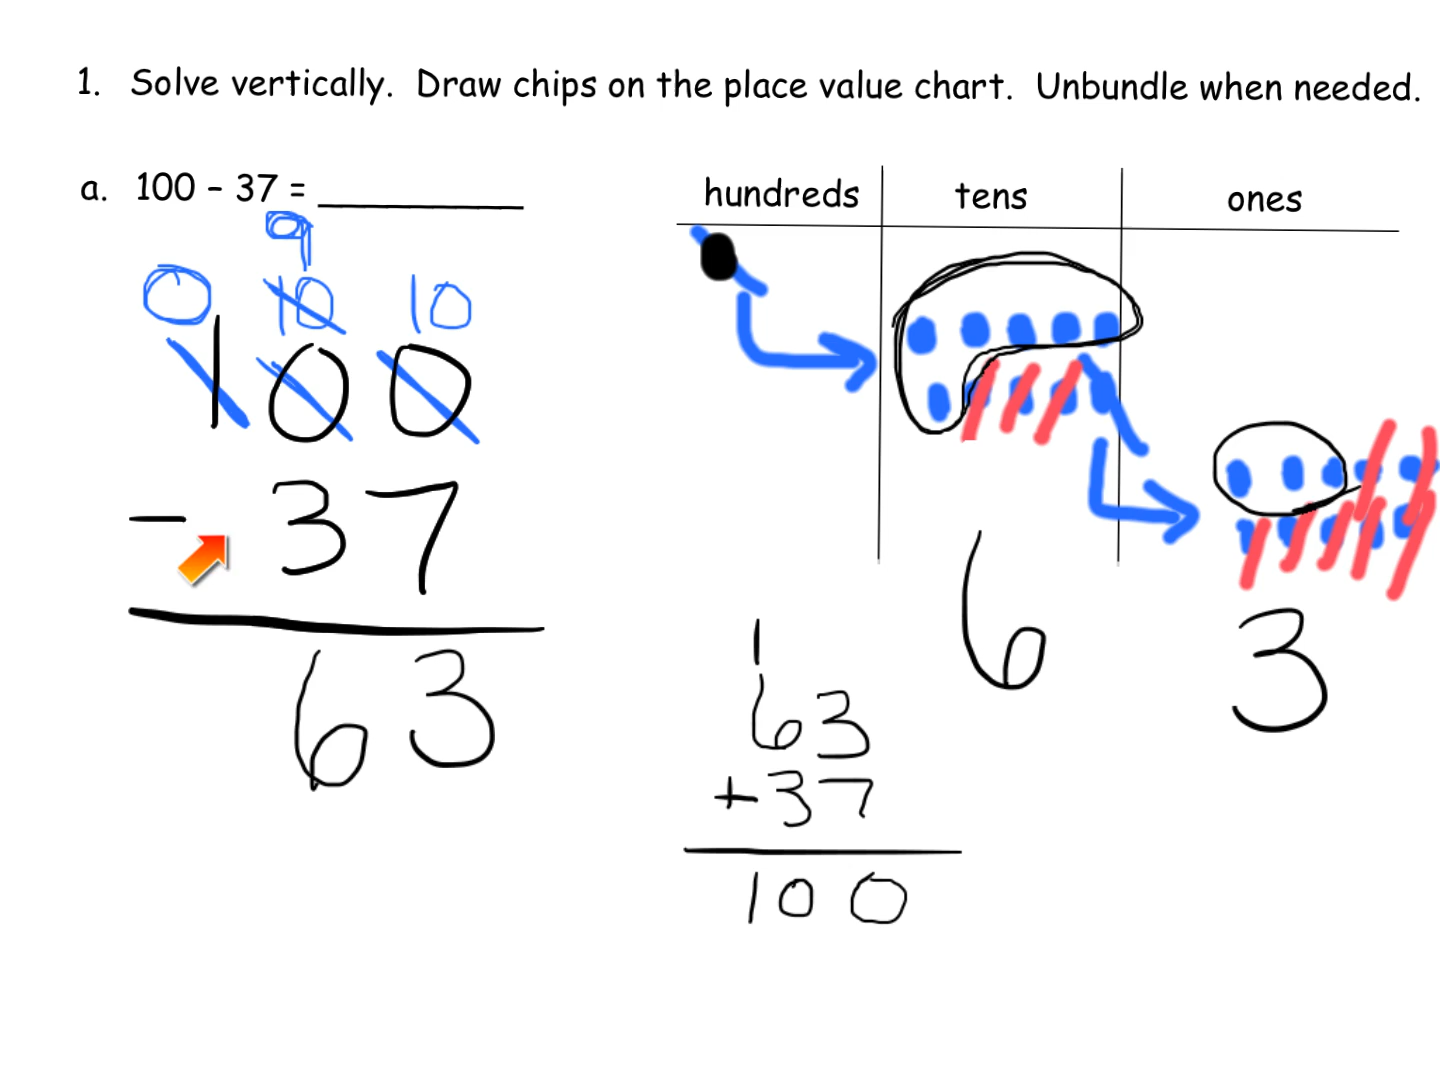 1. Solve vertically. Draw chips on the place value chart. Unbundle when needed.
a. 100 - 37 = __________
9
0 10 10
100
- 37
63
hundreds tens ones
6 3
1
63
+37
100